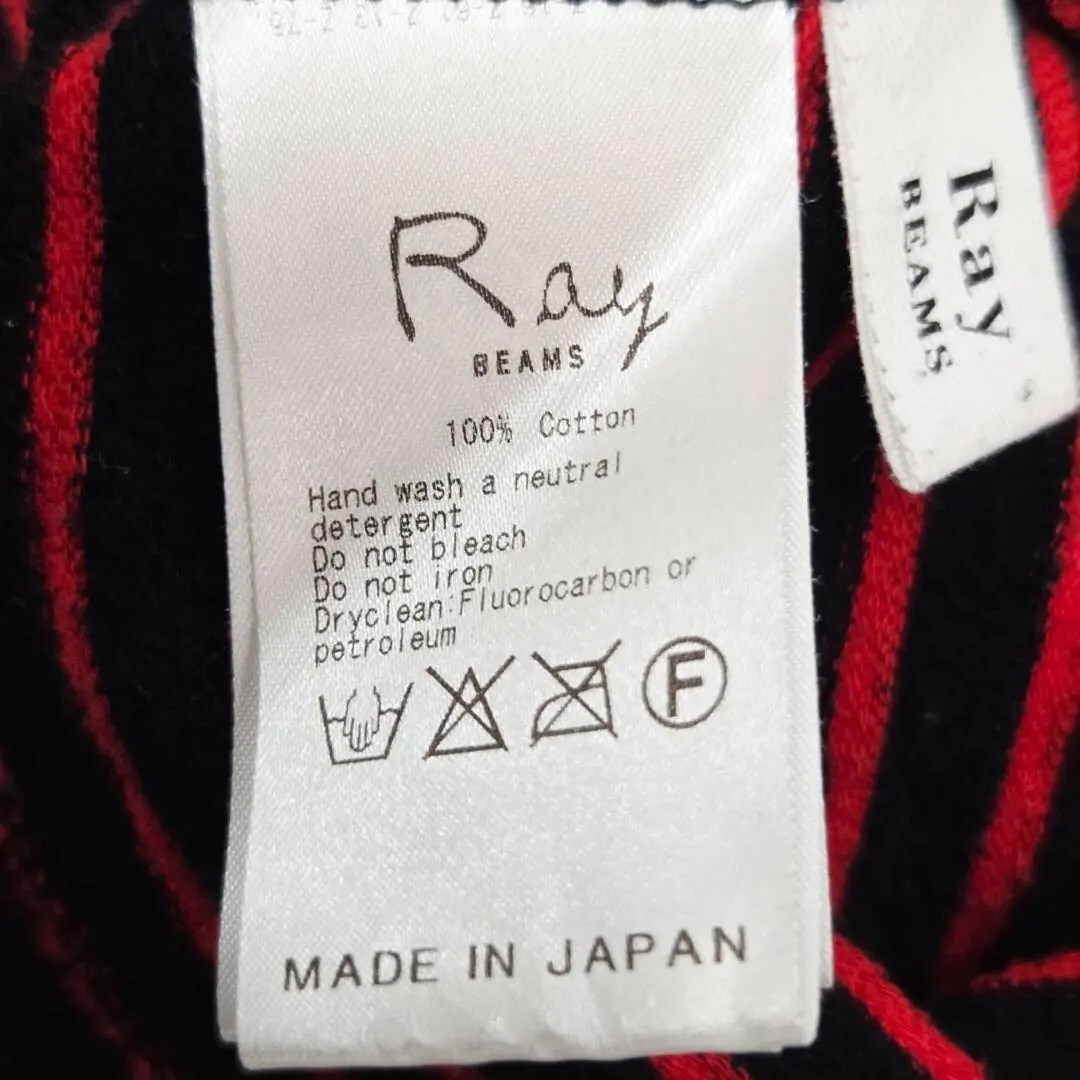 Ray
BEAMS
100% Cotton
Hand wash a neutral
detergent
Do not bleach
Do not iron
Dryclean:Fluorocarbon or
petroleum
F
MADE IN JAPAN
Ray
BEAMS